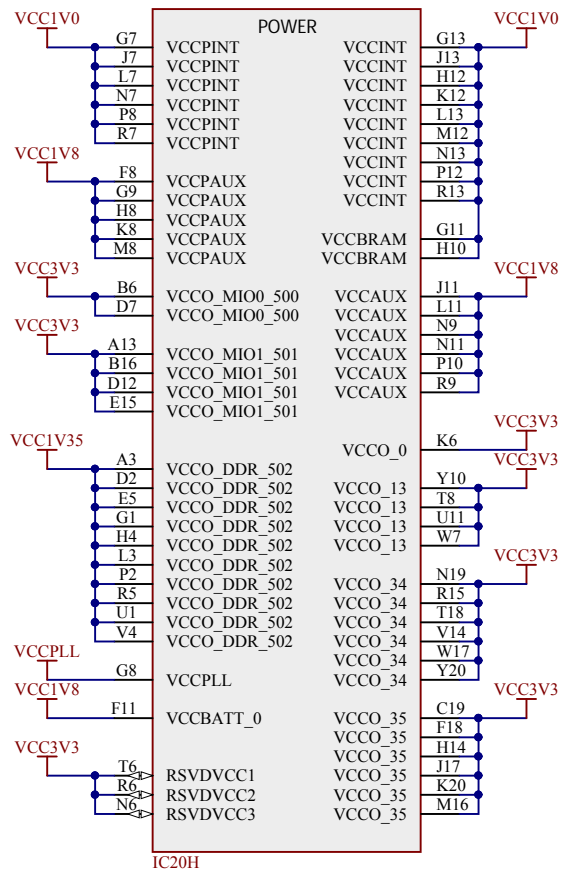 VCC1V0 POWER VCC1V0
G7 VCCPINT VCCINT G13
J7 VCCPINT VCCINT J13
L7 VCCPINT VCCINT H12
N7 VCCPINT VCCINT K12
P8 VCCPINT VCCINT L13
R7 VCCPINT VCCINT M12
VCCINT N13
VCC1V8
F8 VCCPAUX VCCINT P12
G9 VCCPAUX VCCINT R13
H8 VCCPAUX
K8 VCCPAUX VCCBRAM G11
M8 VCCPAUX VCCBRAM H10
VCC3V3 VCC1V8
B6 VCCO_MIO0_500 VCCAUX J11
D7 VCCO_MIO0_500 VCCAUX L11
VCC3V3 VCCAUX N9
A13 VCCO_MIO1_501 VCCAUX N11
B16 VCCO_MIO1_501 VCCAUX P10
D12 VCCO_MIO1_501 VCCAUX R9
E15 VCCO_MIO1_501
VCC3V3
VCC1V35 VCCO_0 K6
VCC3V3
A3 VCCO_DDR_502
D2 VCCO_DDR_502 VCCO_13 Y10
E5 VCCO_DDR_502 VCCO_13 T8
G1 VCCO_DDR_502 VCCO_13 U11
H4 VCCO_DDR_502 VCCO_13 W7
L3 VCCO_DDR_502 VCC3V3
P2 VCCO_DDR_502 VCCO_34 N19
R5 VCCO_DDR_502 VCCO_34 R15
U1 VCCO_DDR_502 VCCO_34 T18
V4 VCCO_DDR_502 VCCO_34 V14
VCCPLL VCCO_34 W17
G8 VCCPLL VCCO_34 Y20
VCC1V8 VCC3V3
F11 VCCBATT_0 VCCO_35 C19
VCCO_35 F18
VCC3V3 VCCO_35 H14
T6 RSVDVCC1 VCCO_35 J17
R6 RSVDVCC2 VCCO_35 K20
N6 RSVDVCC3 VCCO_35 M16
IC20H